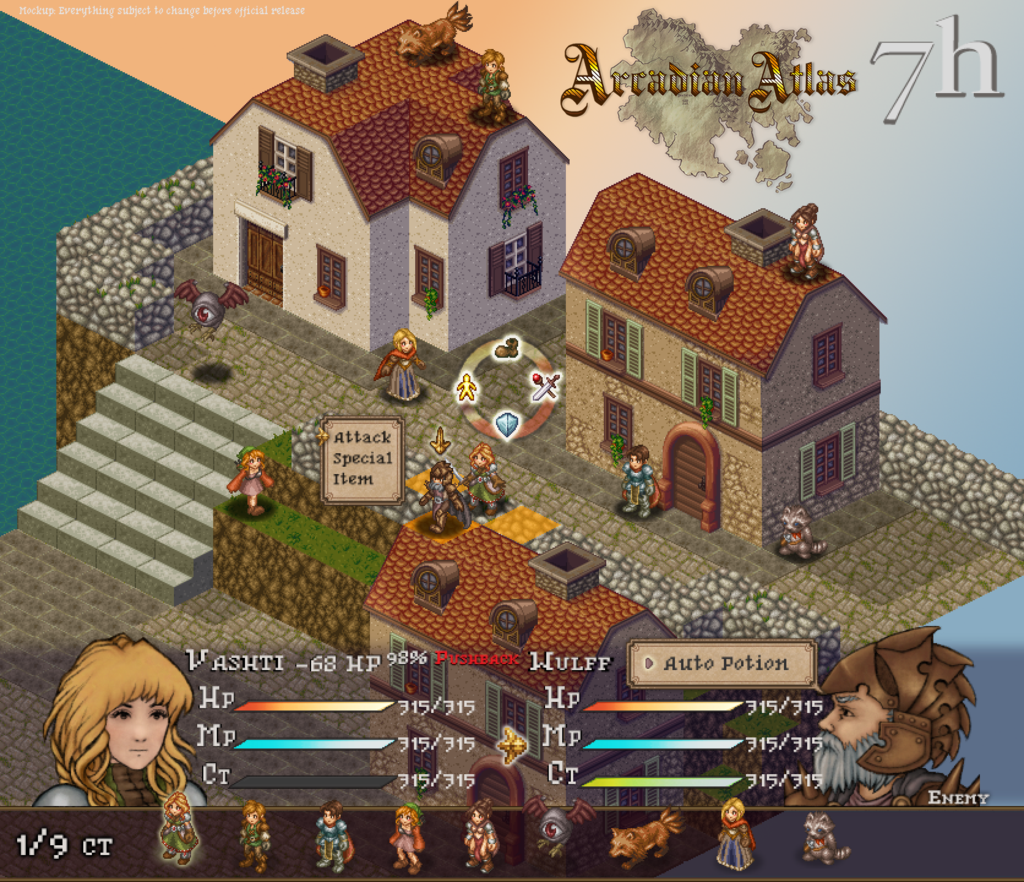 Mockup: Everything subject to change before official release
Arcadian Atlas
7h
Attack
Special
Item
Vashti -68 HP 98% Pushback Wulff
Auto Potion
Hp 315/315 Hp 315/315
Mp 315/315 Mp 315/315
Ct 315/315 Ct 315/315
Enemy
1/9 CT